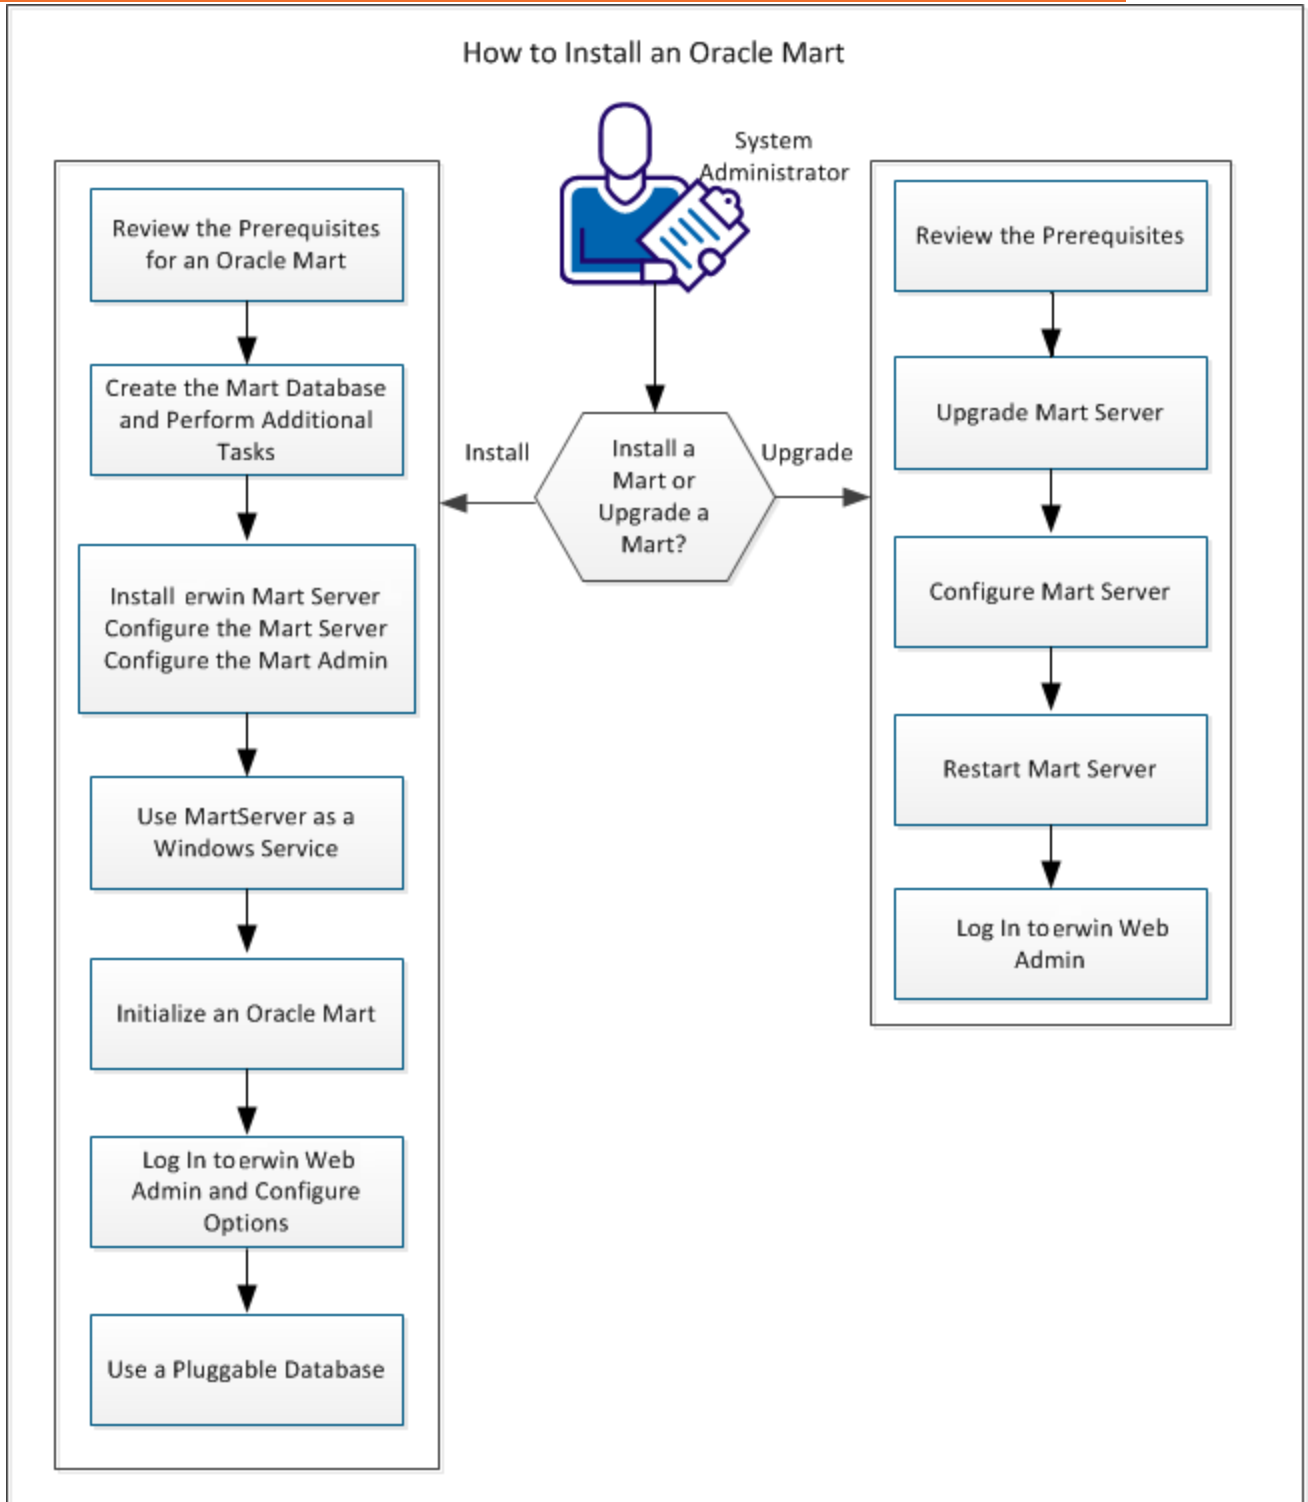 How to Install an Oracle Mart
System
Administrator
Review the Prerequisites
for an Oracle Mart
Create the Mart Database
and Perform Additional
Tasks
Install erwin Mart Server
Configure the Mart Server
Configure the Mart Admin
Use MartServer as a
Windows Service
Initialize an Oracle Mart
Log In to erwin Web
Admin and Configure
Options
Use a Pluggable Database
Install
Install a
Mart or
Upgrade a
Mart?
Upgrade
Review the Prerequisites
Upgrade Mart Server
Configure Mart Server
Restart Mart Server
Log In to erwin Web
Admin